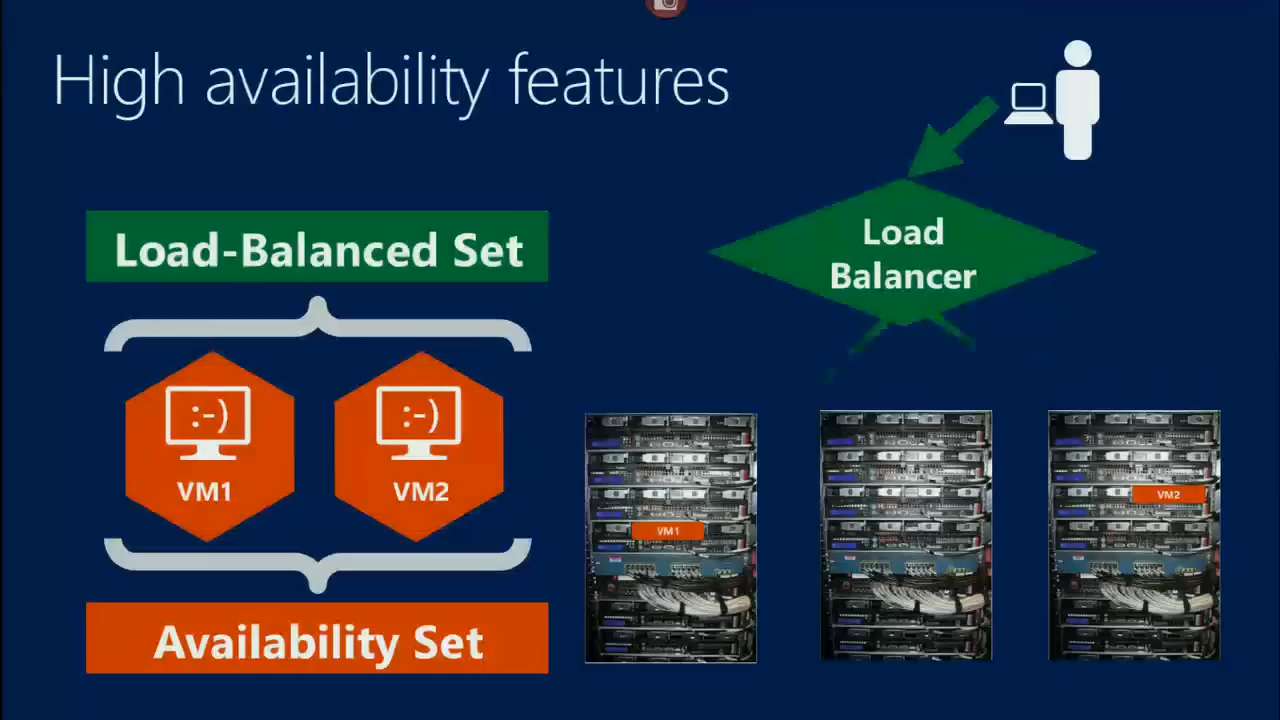 High availability features
Load-Balanced Set
:-)
VM1
:-)
VM2
Availability Set
Load
Balancer
VM1
VM2